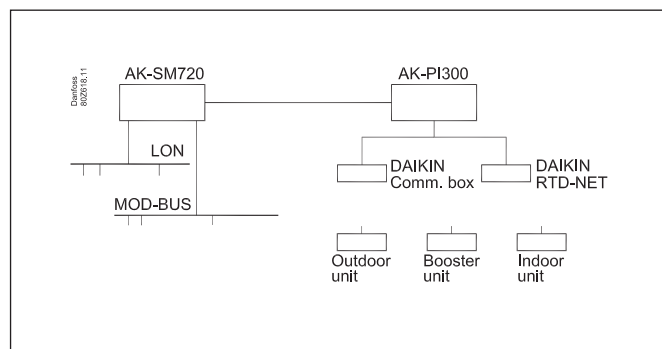 AK-SM720
AK-PI300
Danfoss
80Z618.11
LON
MOD-BUS
DAIKIN
Comm. box
DAIKIN
RTD-NET
Outdoor
unit
Booster
unit
Indoor
unit